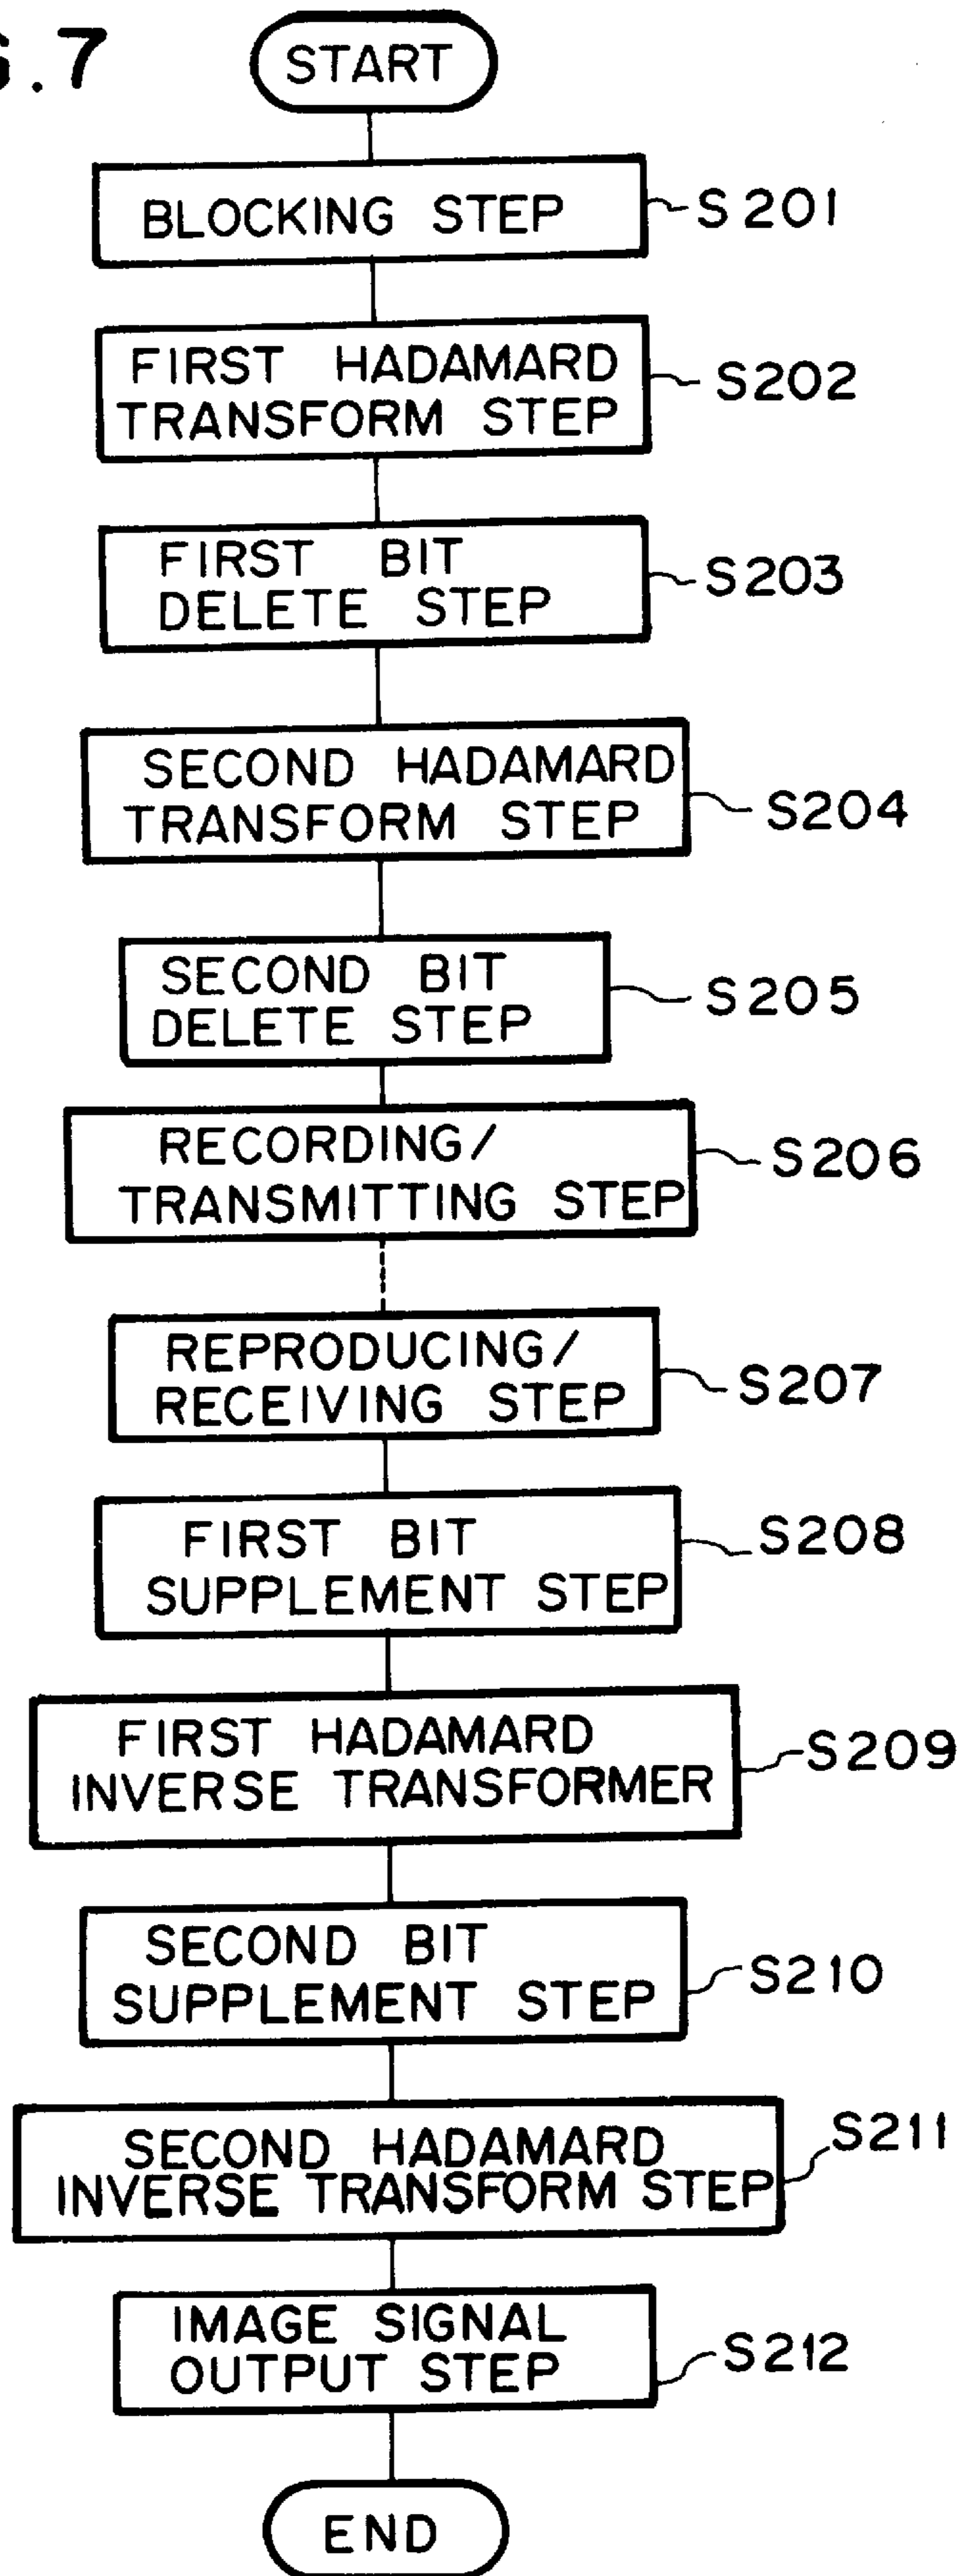 .7
START
BLOCKING STEP
S201
FIRST HADAMARD
TRANSFORM STEP
S202
FIRST BIT
DELETE STEP
S203
SECOND HADAMARD
TRANSFORM STEP
S204
SECOND BIT
DELETE STEP
S205
RECORDING/
TRANSMITTING STEP
S206
REPRODUCING/
RECEIVING STEP
S207
FIRST BIT
SUPPLEMENT STEP
S208
FIRST HADAMARD
INVERSE TRANSFORMER
S209
SECOND BIT
SUPPLEMENT STEP
S210
SECOND HADAMARD
INVERSE TRANSFORM STEP
S211
IMAGE SIGNAL
OUTPUT STEP
S212
END